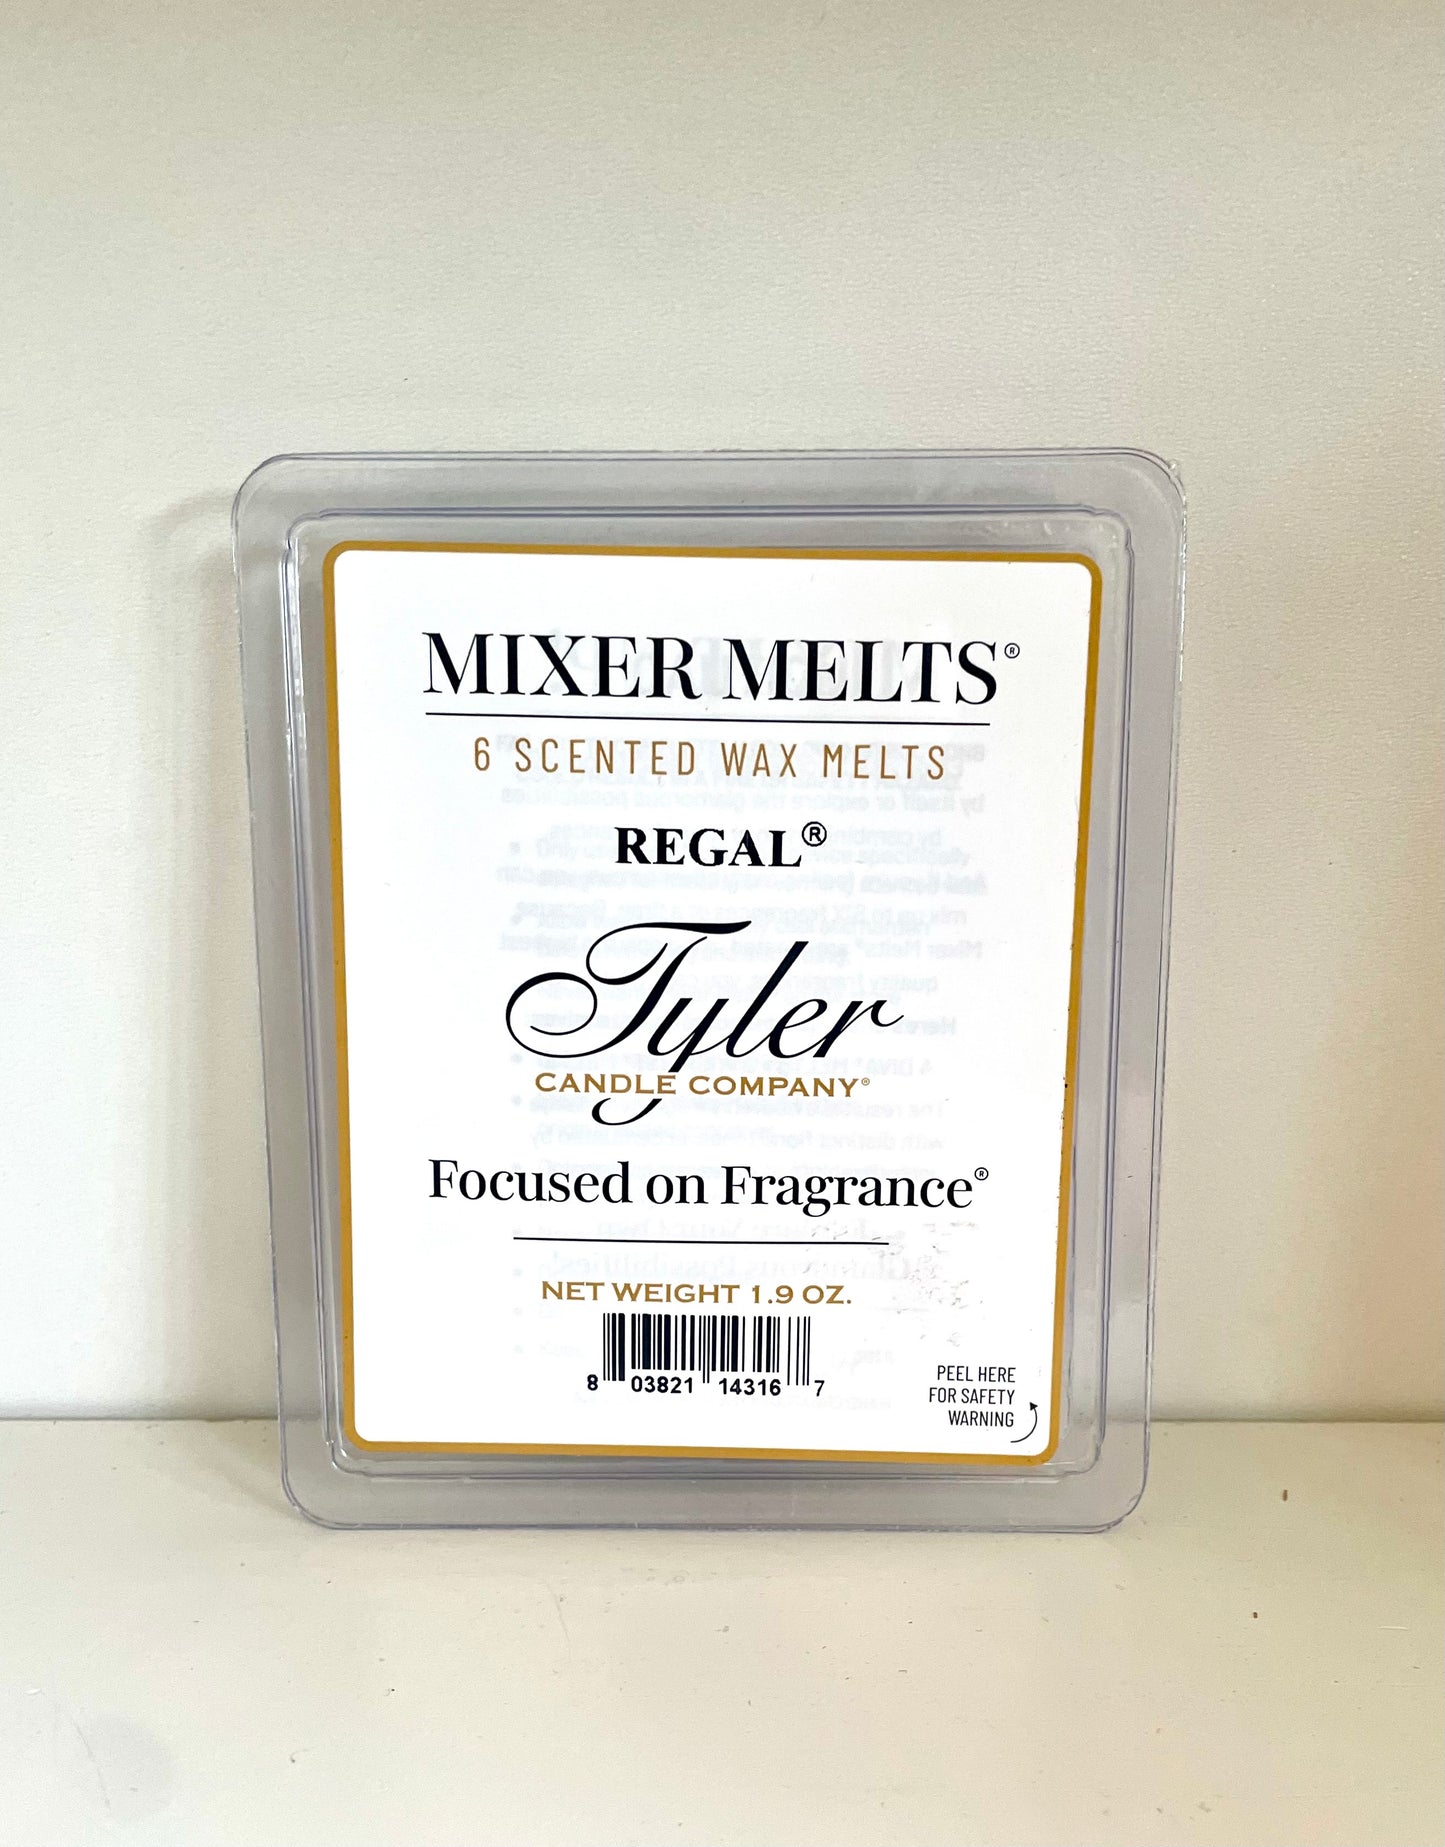 MIXER MELTS®
6 SCENTED WAX MELTS
REGAL®
Tyler
CANDLE COMPANY®
Focused on Fragrance®
NET WEIGHT 1.9 OZ.
8 03821 14316 7
PEEL HERE
FOR SAFETY
WARNING